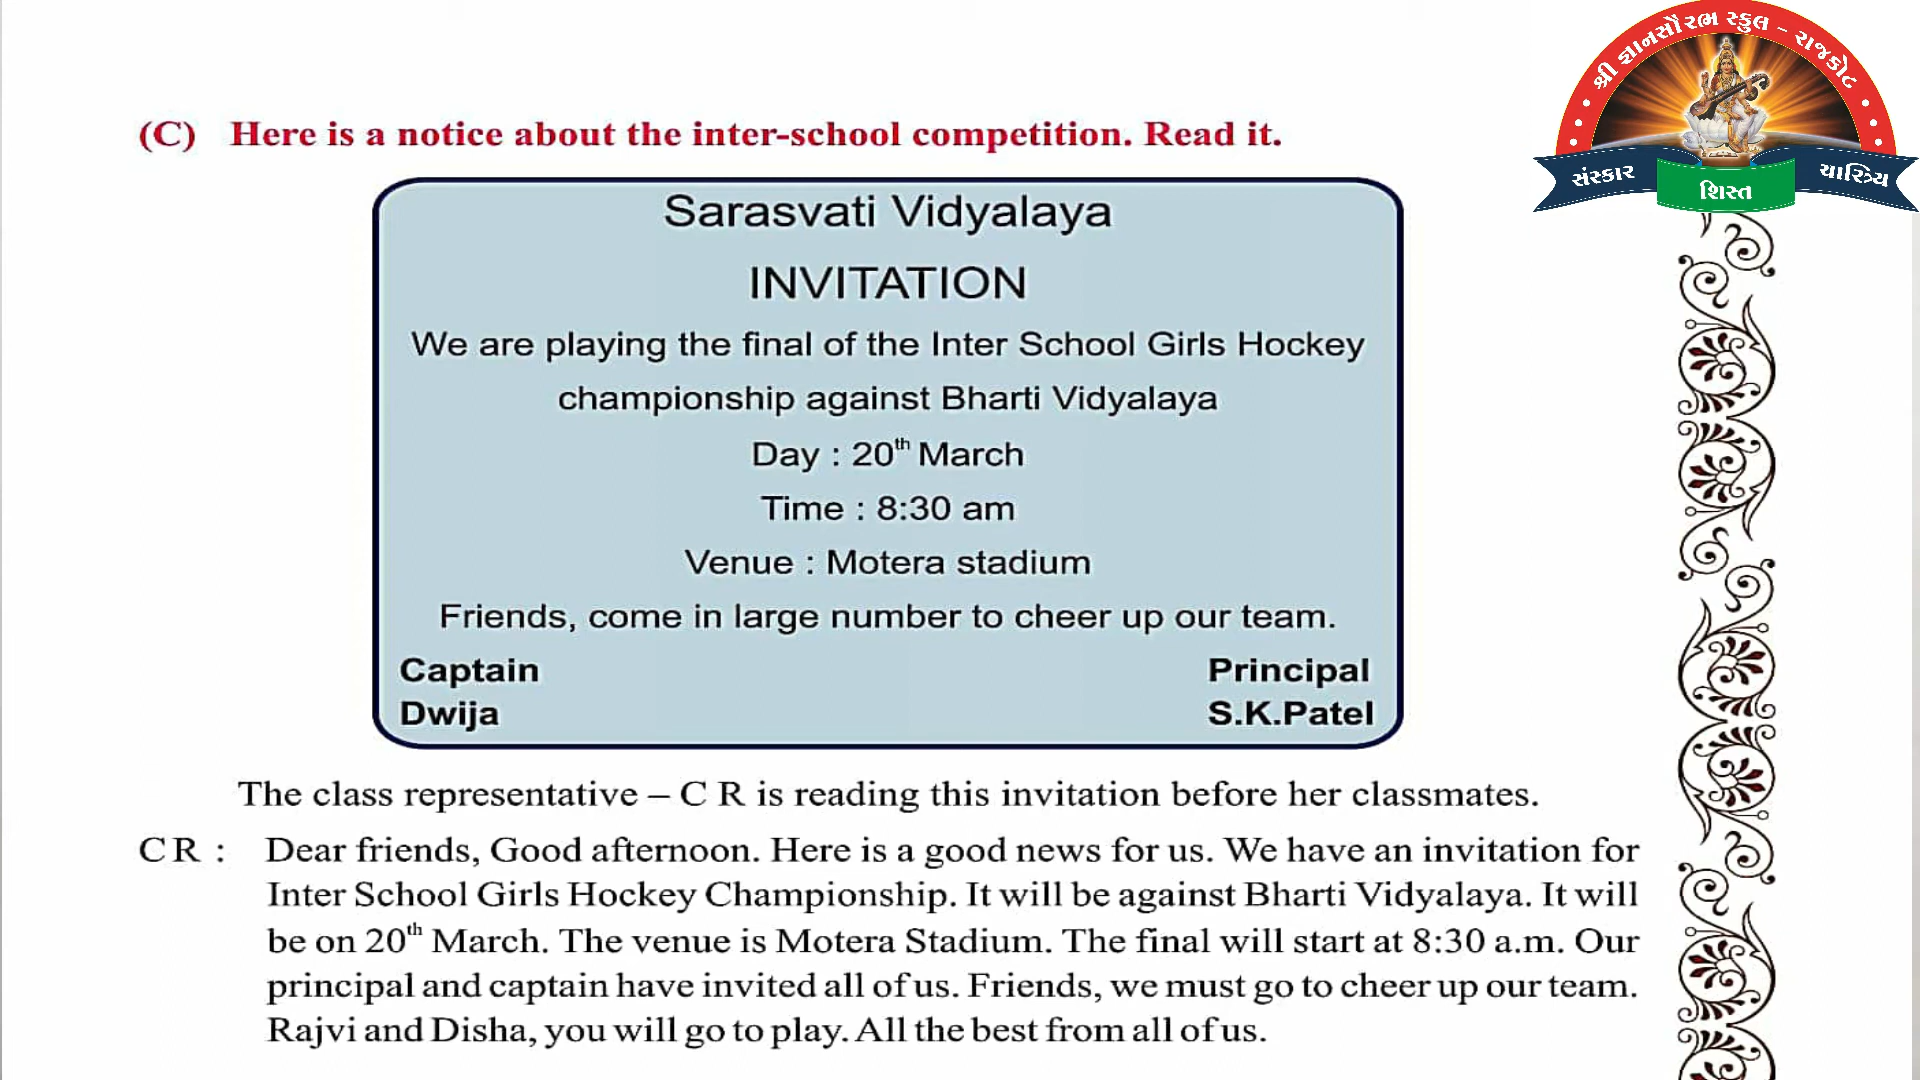 શ્રી જ્ઞાનસૌરભ સ્કુલ - રાજકોટ
સંસ્કાર
શિસ્ત
ચારિત્ર્ય
(C) Here is a notice about the inter-school competition. Read it.
Sarasvati Vidyalaya
INVITATION
We are playing the final of the Inter School Girls Hockey
championship against Bharti Vidyalaya
Day : 20th March
Time : 8:30 am
Venue : Motera stadium
Friends, come in large number to cheer up our team.
Captain Principal
Dwija S.K.Patel
The class representative – C R is reading this invitation before her classmates.
C R : Dear friends, Good afternoon. Here is a good news for us. We have an invitation for
Inter School Girls Hockey Championship. It will be against Bharti Vidyalaya. It will
be on 20th March. The venue is Motera Stadium. The final will start at 8:30 a.m. Our
principal and captain have invited all of us. Friends, we must go to cheer up our team.
Rajvi and Disha, you will go to play. All the best from all of us.